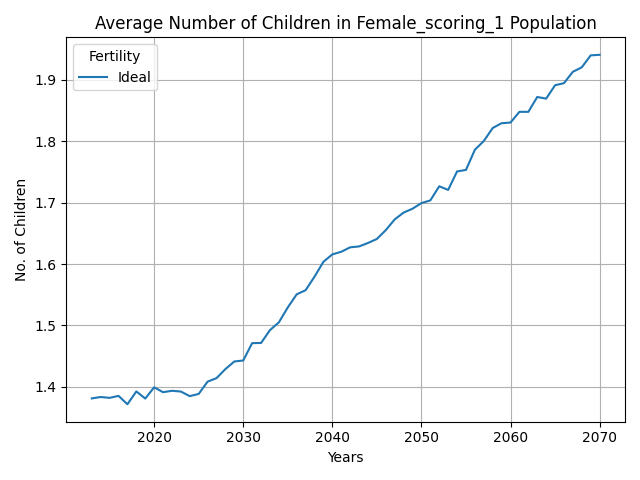 Average Number of Children in Female_scoring_1 Population
Fertility
Ideal
No. of Children
1.9
1.8
1.7
1.6
1.5
1.4
2020 2030 2040 2050 2060 2070
Years